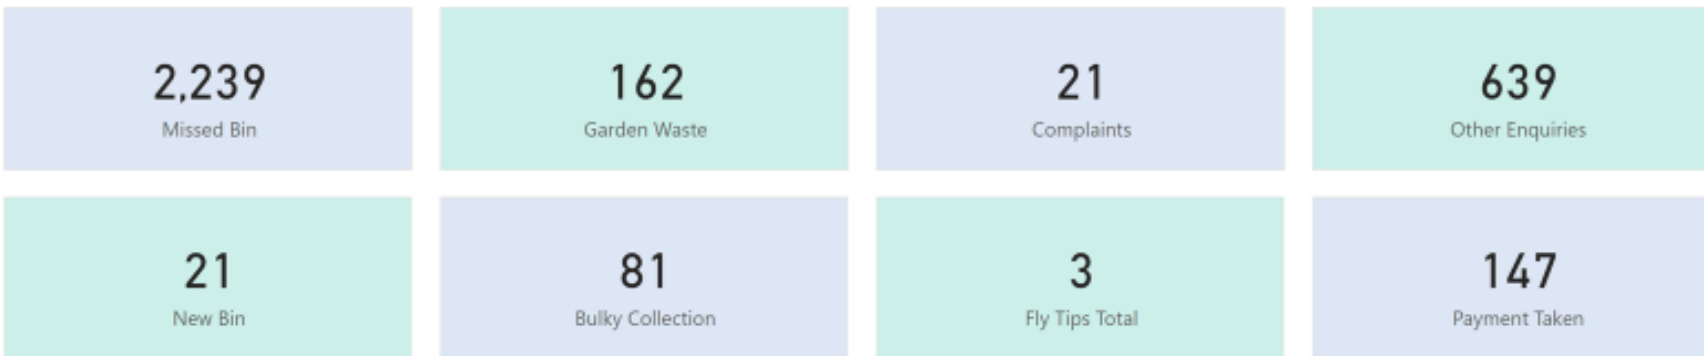 2,239
Missed Bin
162
Garden Waste
21
Complaints
639
Other Enquiries
21
New Bin
81
Bulky Collection
3
Fly Tips Total
147
Payment Taken